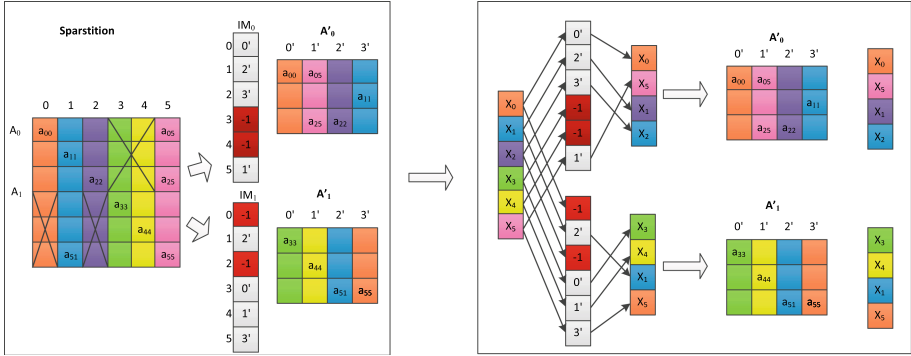 Sparstition
0 1 2 3 4 5
A0
a00 a05
a11
a22 a25
A1
a33
a44
a51 a55
IM0
0 0'
1 2'
2 3'
3 -1
4 -1
5 1'
IM1
0 -1
1 2'
2 -1
3 0'
4 1'
5 3'
A'0
0' 1' 2' 3'
a00 a05
a11
a25 a22
A'1
0' 1' 2' 3'
a33
a44
a51 a55
X0
X1
X2
X3
X4
X5
0'
2'
3'
-1
-1
1'
-1
2'
-1
0'
1'
3'
X0
X5
X1
X2
X3
X4
X1
X5
A'0
0' 1' 2' 3'
a00 a05
a11
a25 a22
X0
X5
X1
X2
A'1
0' 1' 2' 3'
a33
a44
a51 a55
X3
X4
X1
X5